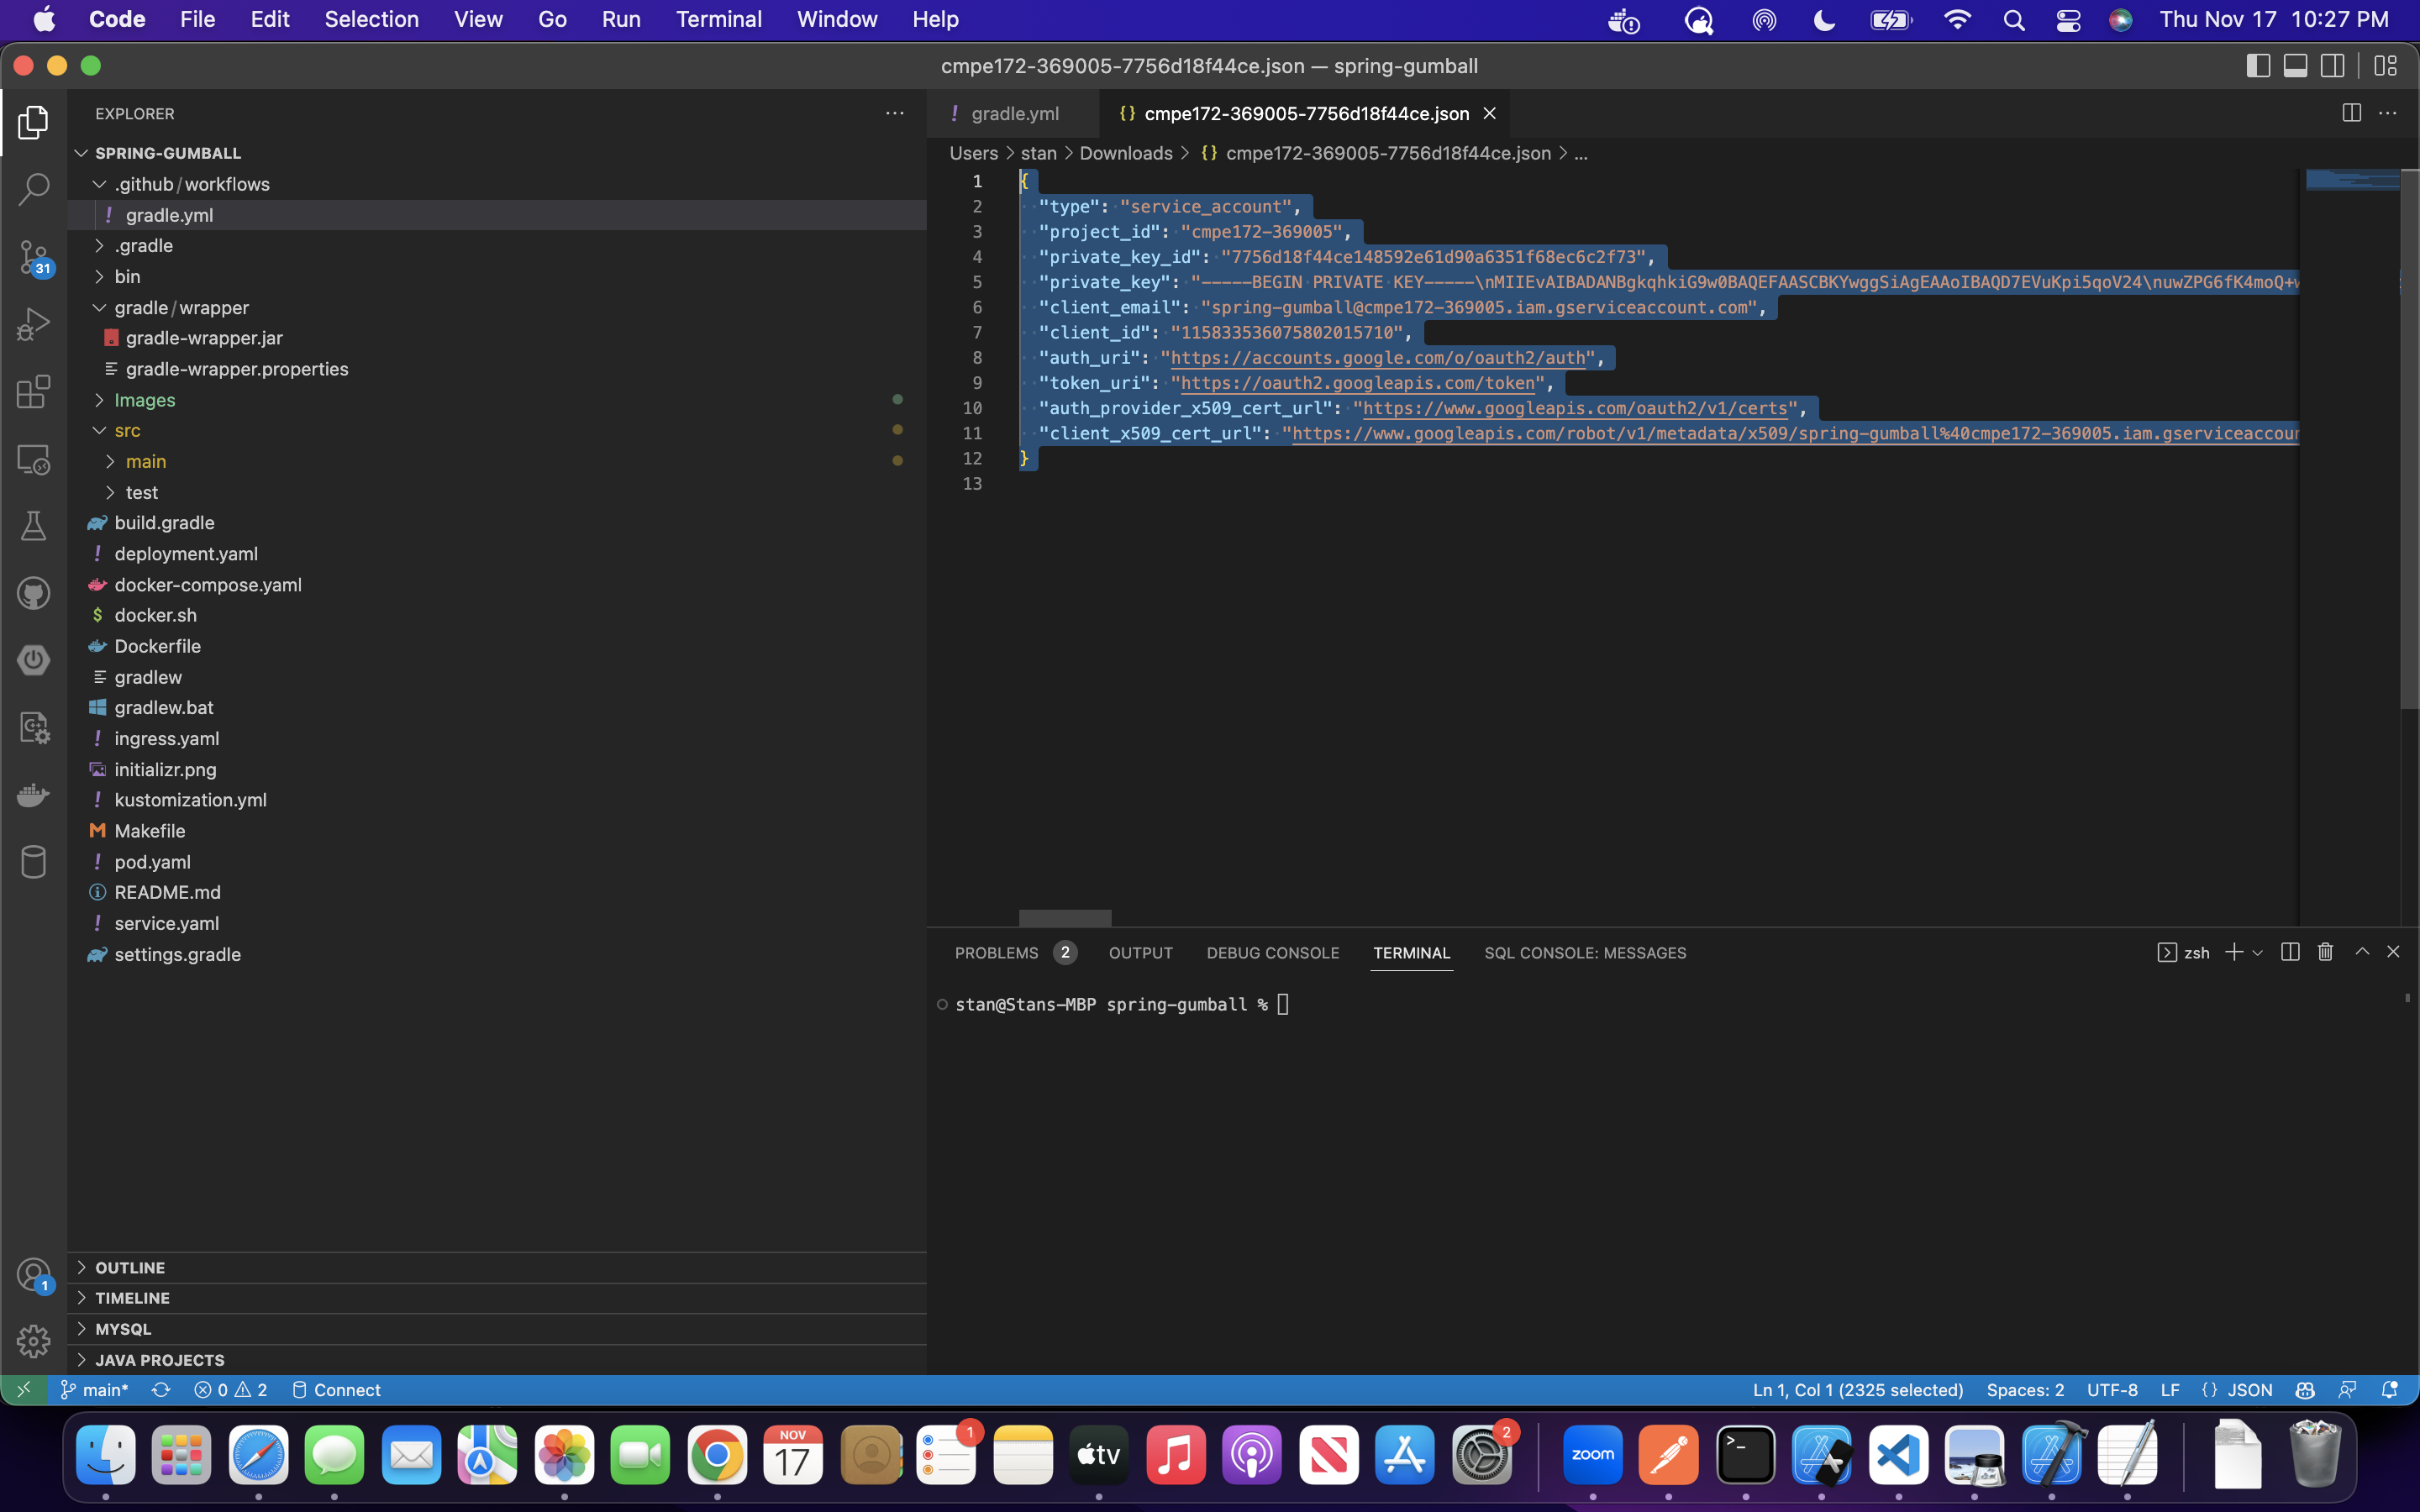 Code File Edit Selection View Go Run Terminal Window Help Thu Nov 17 10:27 PM
cmpe172-369005-7756d18f44ce.json — spring-gumball
EXPLORER
SPRING-GUMBALL
.github/workflows
gradle.yml
.gradle
bin
gradle/wrapper
gradle-wrapper.jar
gradle-wrapper.properties
Images
src
main
test
build.gradle
deployment.yaml
docker-compose.yaml
docker.sh
Dockerfile
gradlew
gradlew.bat
ingress.yaml
initializr.png
kustomization.yml
Makefile
pod.yaml
README.md
service.yaml
settings.gradle
OUTLINE
TIMELINE
MYSQL
JAVA PROJECTS
31
1
gradle.yml
{} cmpe172-369005-7756d18f44ce.json
Users > stan > Downloads > {} cmpe172-369005-7756d18f44ce.json > ...
1 {
2 "type": "service_account",
3 "project_id": "cmpe172-369005",
4 "private_key_id": "7756d18f44ce148592e61d90a6351f68ec6c2f73",
5 "private_key": "-----BEGIN PRIVATE KEY-----\nMIIEvAIBADANBgkqhkiG9w0BAQEFAASCBKYwggSiAgEAAoIBAQD7EVuKpi5qoV24\nuwZPG6fK4moQ+
6 "client_email": "spring-gumball@cmpe172-369005.iam.gserviceaccount.com",
7 "client_id": "115833536075802015710",
8 "auth_uri": "https://accounts.google.com/o/oauth2/auth",
9 "token_uri": "https://oauth2.googleapis.com/token",
10 "auth_provider_x509_cert_url": "https://www.googleapis.com/oauth2/v1/certs",
11 "client_x509_cert_url": "https://www.googleapis.com/robot/v1/metadata/x509/spring-gumball%40cmpe172-369005.iam.gserviceaccou
12 }
13
PROBLEMS 2 OUTPUT DEBUG CONSOLE TERMINAL SQL CONSOLE: MESSAGES zsh
stan@Stans-MBP spring-gumball %
main* 0 2 Connect Ln 1, Col 1 (2325 selected) Spaces: 2 UTF-8 LF {} JSON
NOV
17
tv
1
2
zoom